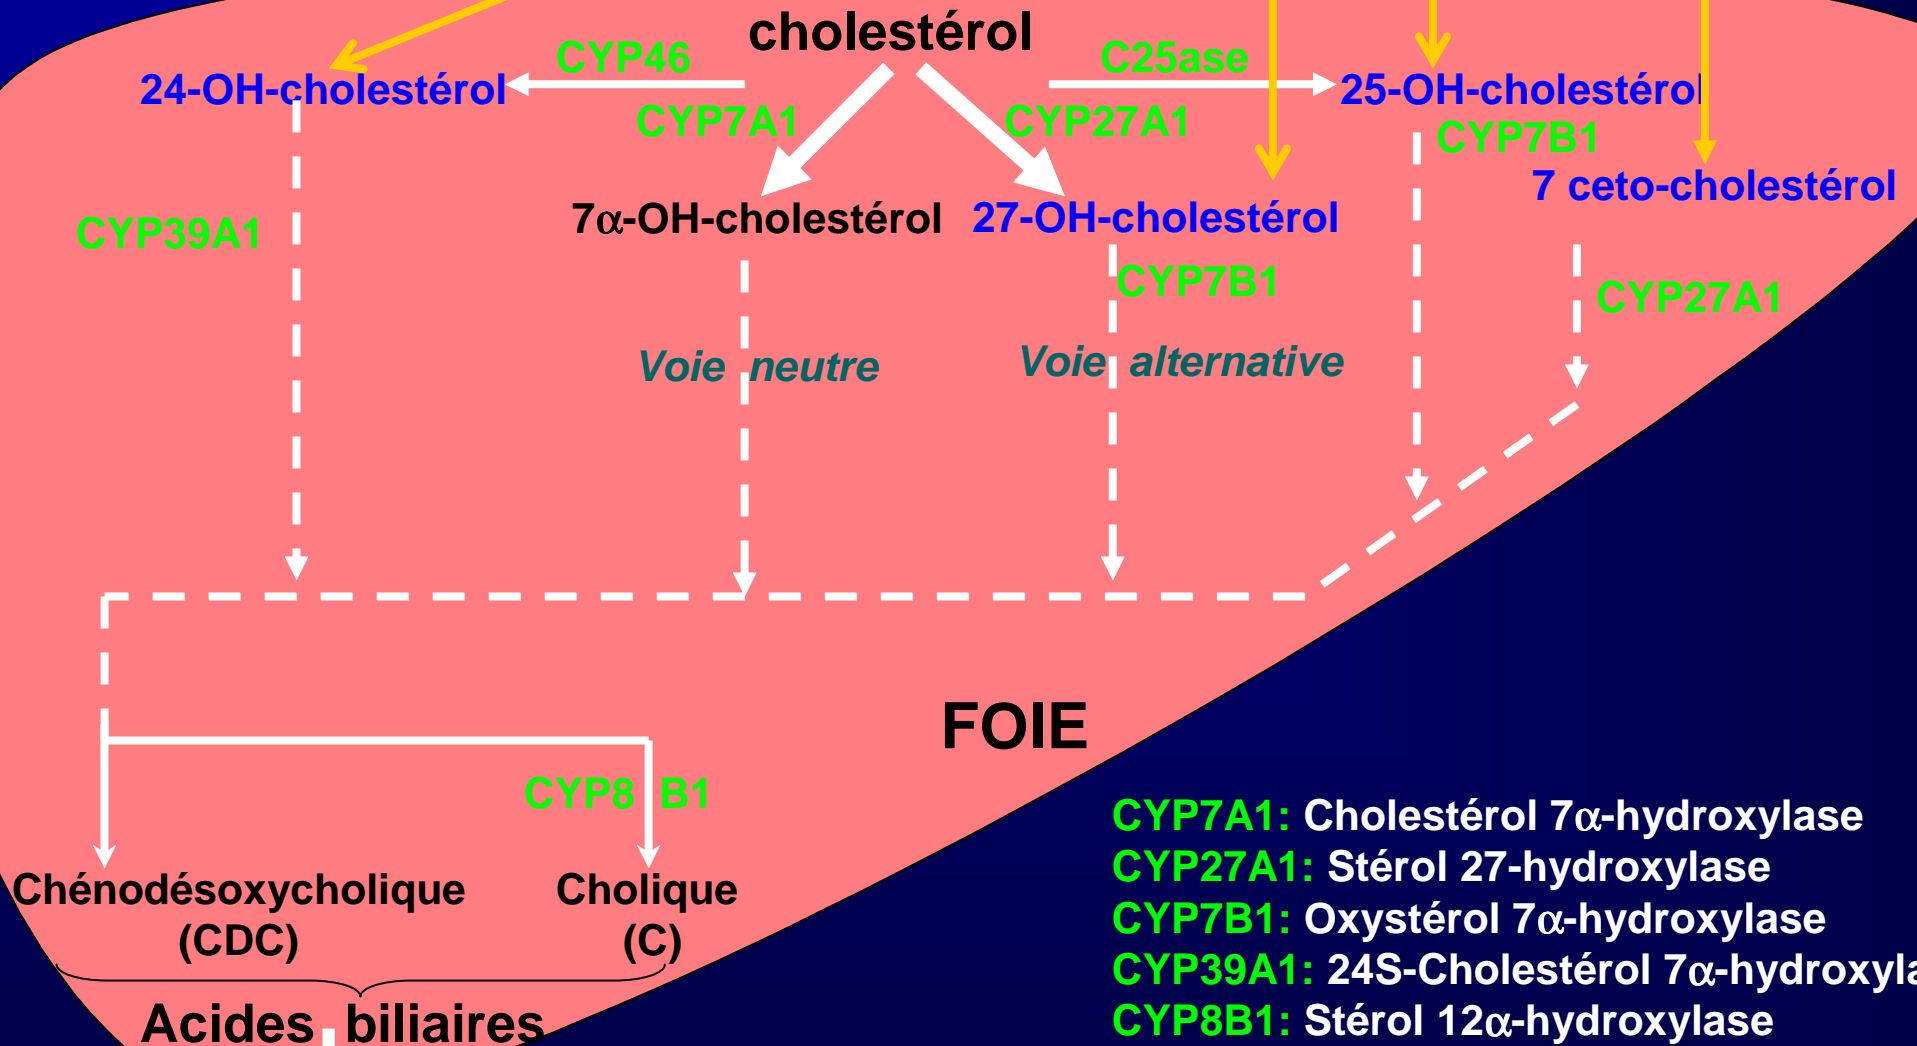 cholestérol
CYP46
C25ase
24-OH-cholestérol
25-OH-cholestérol
CYP7A1
CYP27A1
CYP7B1
7 ceto-cholestérol
7α-OH-cholestérol
27-OH-cholestérol
CYP39A1
CYP7B1
CYP27A1
Voie neutre
Voie alternative
FOIE
CYP8 B1
Chénodésoxycholique
(CDC)
Cholique
(C)
Acides biliaires
CYP7A1: Cholestérol 7α-hydroxylase
CYP27A1: Stérol 27-hydroxylase
CYP7B1: Oxystérol 7α-hydroxylase
CYP39A1: 24S-Cholestérol 7α-hydroxyla
CYP8B1: Stérol 12α-hydroxylase